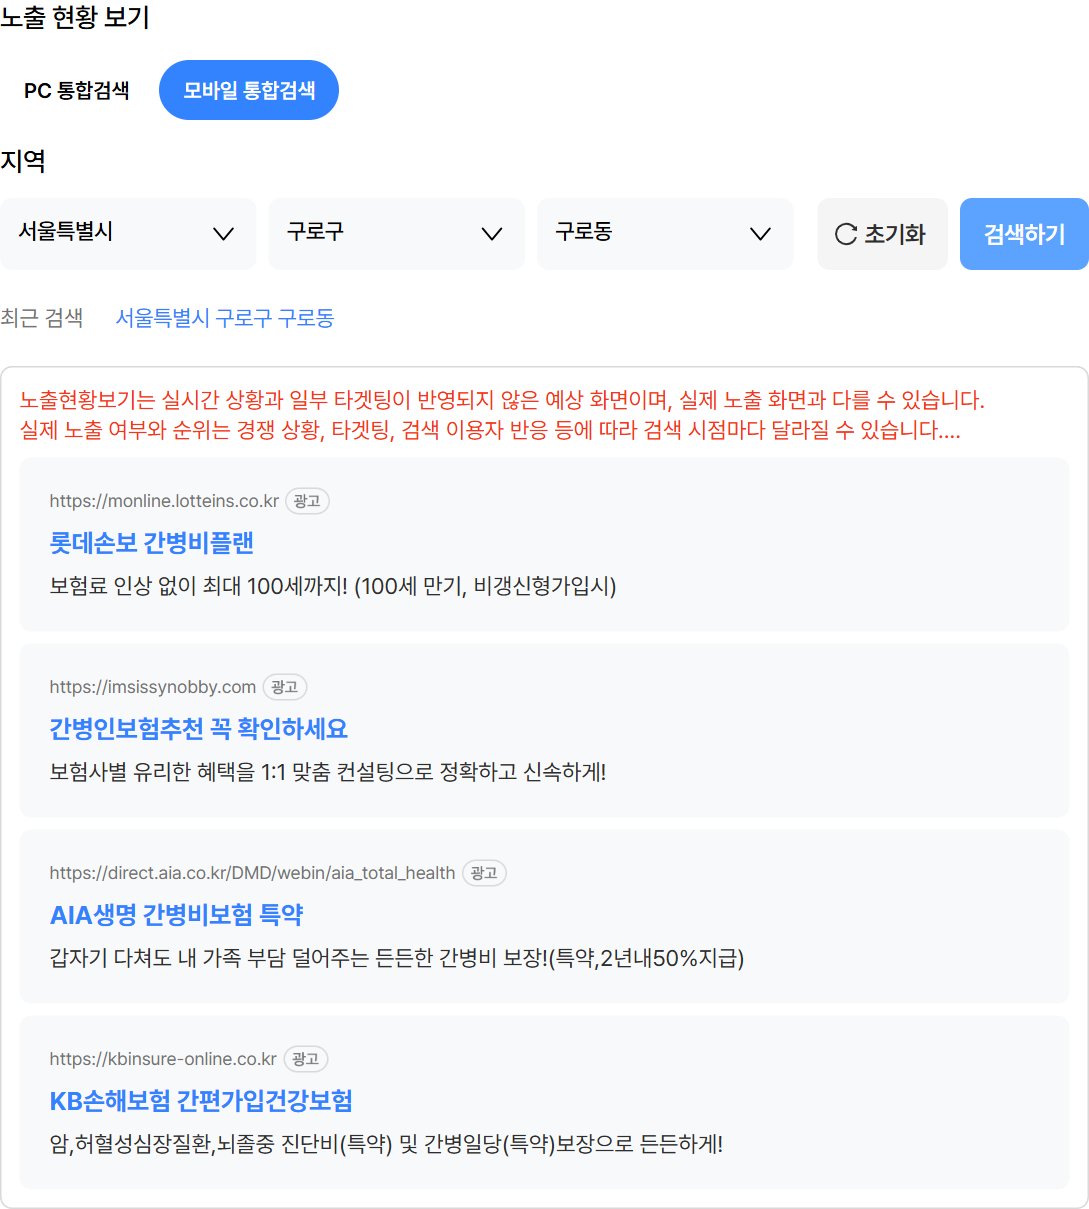 노출 현황 보기
PC 통합검색 모바일 통합검색
지역
서울특별시 구로구 구로동 초기화 검색하기
최근 검색 서울특별시 구로구 구로동
노출현황보기는 실시간 상황과 일부 타겟팅이 반영되지 않은 예상 화면이며, 실제 노출 화면과 다를 수 있습니다.
실제 노출 여부와 순위는 경쟁 상황, 타겟팅, 검색 이용자 반응 등에 따라 검색 시점마다 달라질 수 있습니다....
https://monline.lotteins.co.kr 광고
롯데손보 간병비플랜
보험료 인상 없이 최대 100세까지! (100세 만기, 비갱신형가입시)
https://imsissynobby.com 광고
간병인보험추천 꼭 확인하세요
보험사별 유리한 혜택을 1:1 맞춤 컨설팅으로 정확하고 신속하게!
https://direct.aia.co.kr/DMD/webin/aia_total_health 광고
AIA생명 간병비보험 특약
갑자기 다쳐도 내 가족 부담 덜어주는 든든한 간병비 보장!(특약,2년내50%지급)
https://kbinsure-online.co.kr 광고
KB손해보험 간편가입건강보험
암,허혈성심장질환,뇌졸중 진단비(특약) 및 간병일당(특약)보장으로 든든하게!